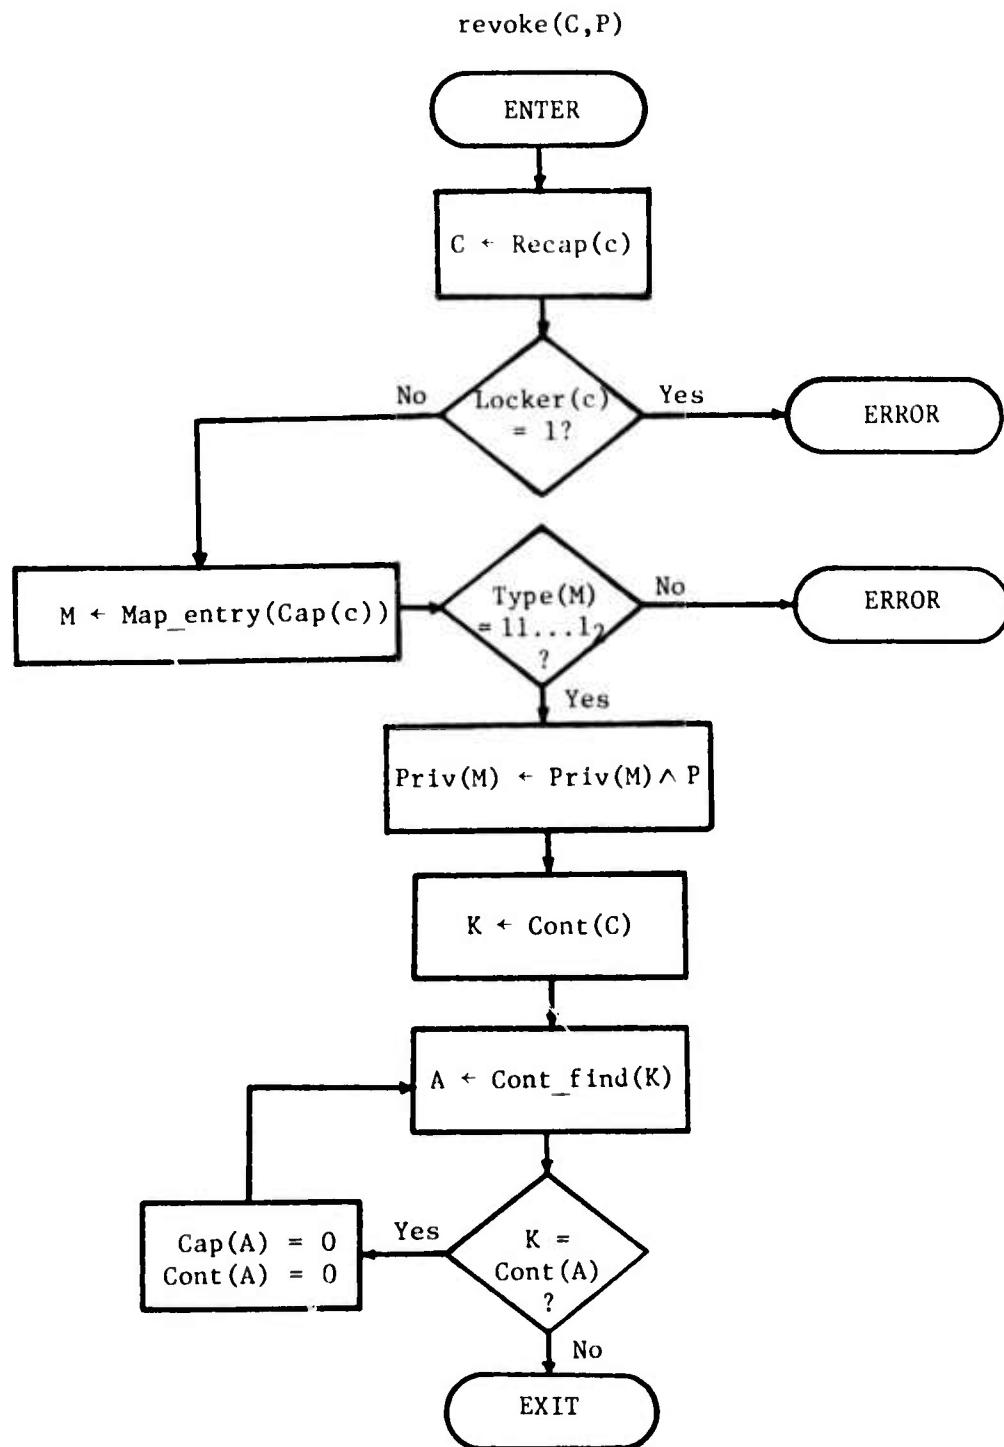 revoke(C,P)
ENTER
C ← Recap(c)
No
Locker(c)
= 1?
Yes
ERROR
M ← Map_entry(Cap(c))
Type(M)
= 11...1₂
?
No
ERROR
Yes
Priv(M) ← Priv(M) ∧ P
K ← Cont(C)
A ← Cont_find(K)
Cap(A) = 0
Cont(A) = 0
Yes
K =
Cont(A)
?
No
EXIT